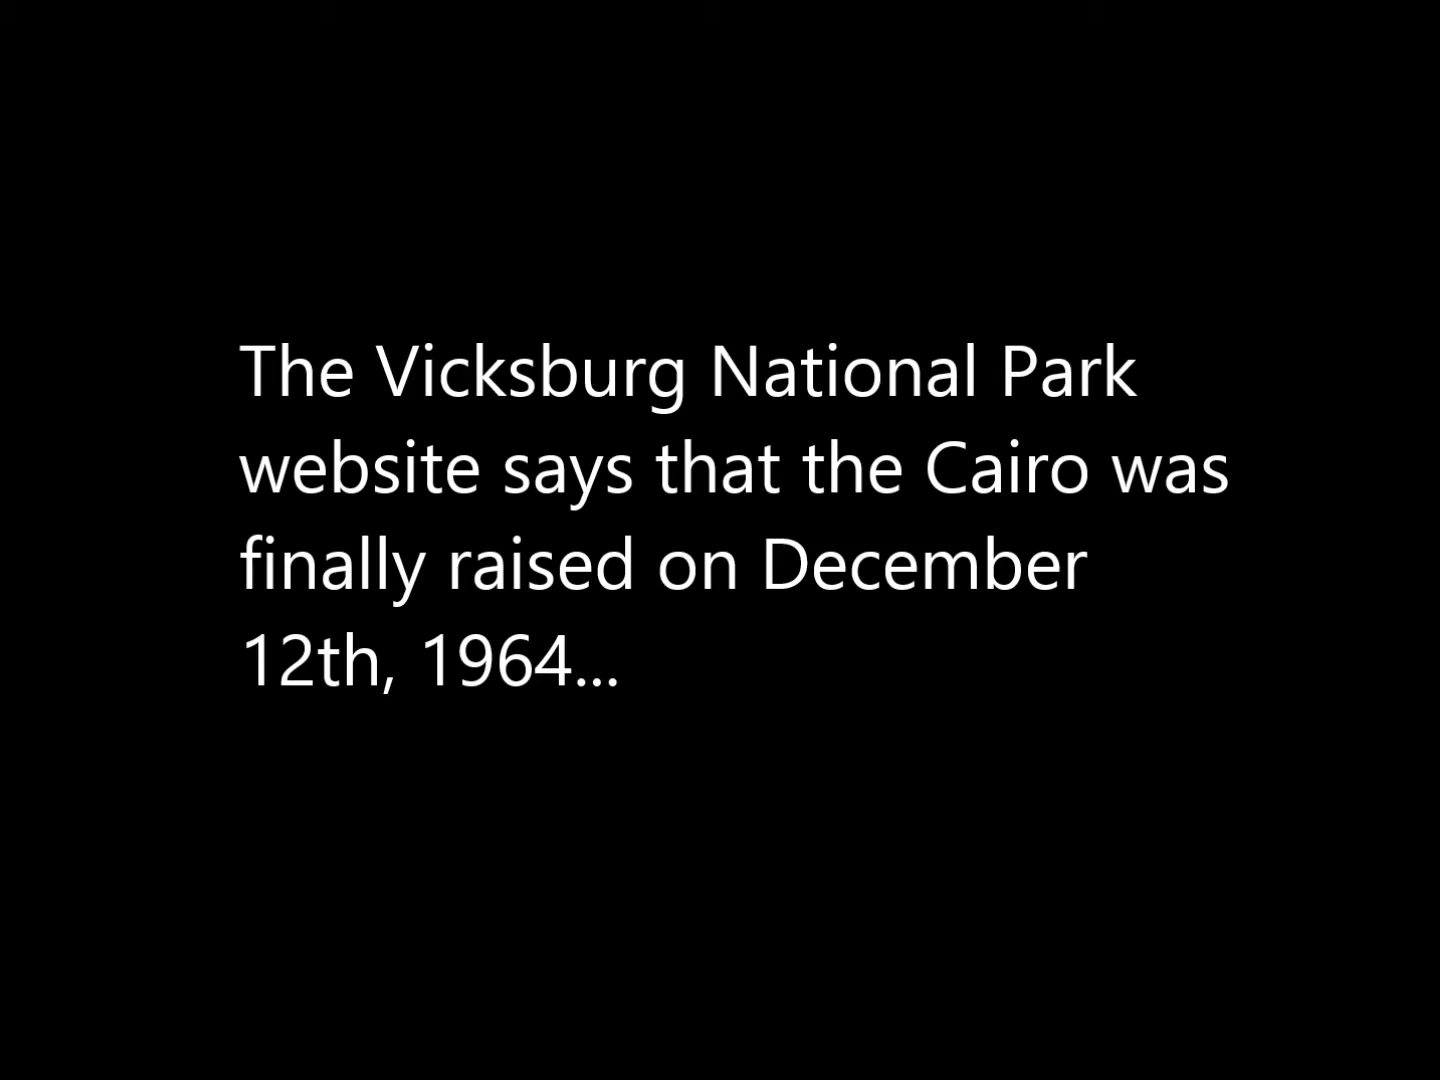 The Vicksburg National Park
website says that the Cairo was
finally raised on December
12th, 1964...